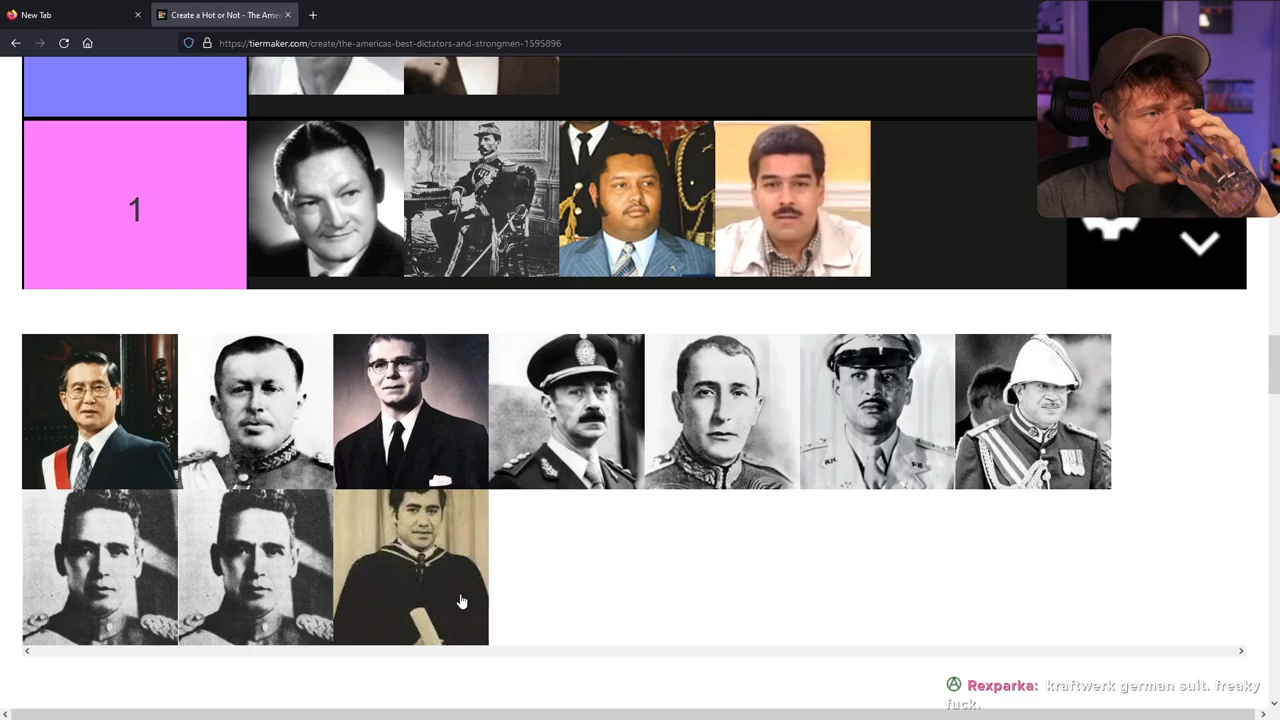 New Tab
Create a Hot or Not - The Ame
https://tiermaker.com/create/the-americas-best-dictators-and-strongmen-1595896
1
Rexparka: kraftwerk german suit. freaky
fuck.